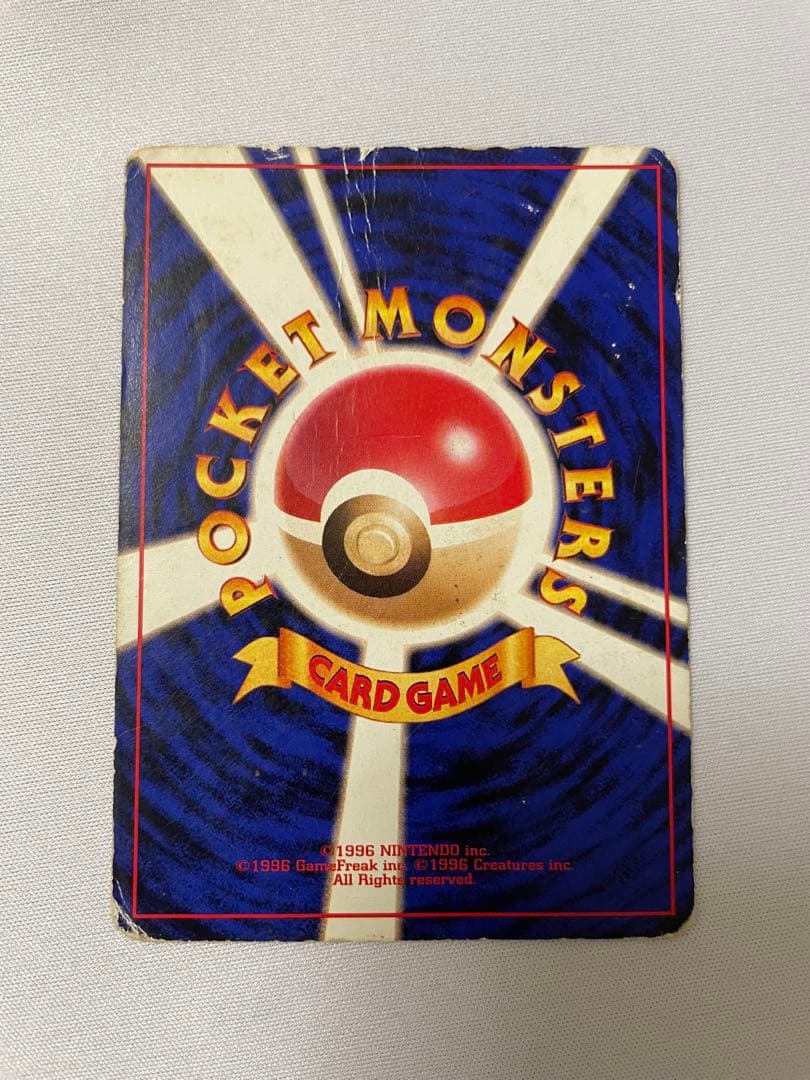 POCKET MONSTERS
CARD GAME
©1996 NINTENDO inc.
©1996 GameFreak inc. ©1996 Creatures inc.
All Rights reserved.